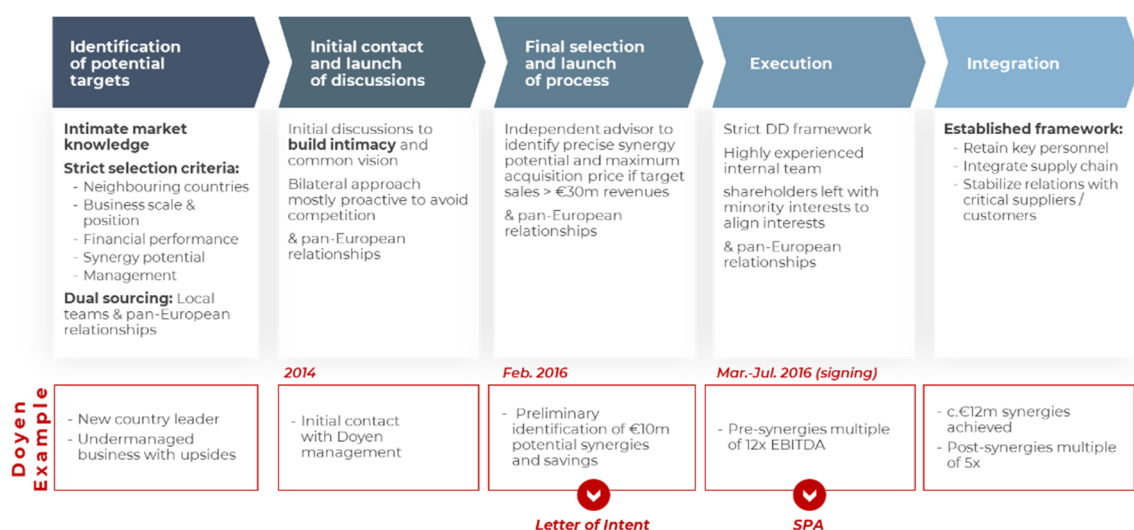 Identification
of potential
targets
Initial contact
and launch
of discussions
Final selection
and launch
of process
Execution
Integration
Intimate market
knowledge
Strict selection criteria:
- Neighbouring countries
- Business scale &
position
- Financial performance
- Synergy potential
- Management
Dual sourcing: Local
teams & pan-European
relationships
Initial discussions to
build intimacy and
common vision
Bilateral approach
mostly proactive to avoid
competition
& pan-European
relationships
Independent advisor to
identify precise synergy
potential and maximum
acquisition price if target
sales > €30m revenues
& pan-European
relationships
Strict DD framework
Highly experienced
internal team
shareholders left with
minority interests to
align interests
& pan-European
relationships
Established framework:
- Retain key personnel
- Integrate supply chain
- Stabilize relations with
critical suppliers /
customers
Doyen
Example
- New country leader
- Undermanaged
business with upsides
2014
- Initial contact
with Doyen
management
Feb. 2016
- Preliminary
identification of €10m
potential synergies
and savings
Letter of Intent
Mar.-Jul. 2016 (signing)
- Pre-synergies multiple
of 12x EBITDA
SPA
- c.€12m synergies
achieved
- Post-synergies multiple
of 5x